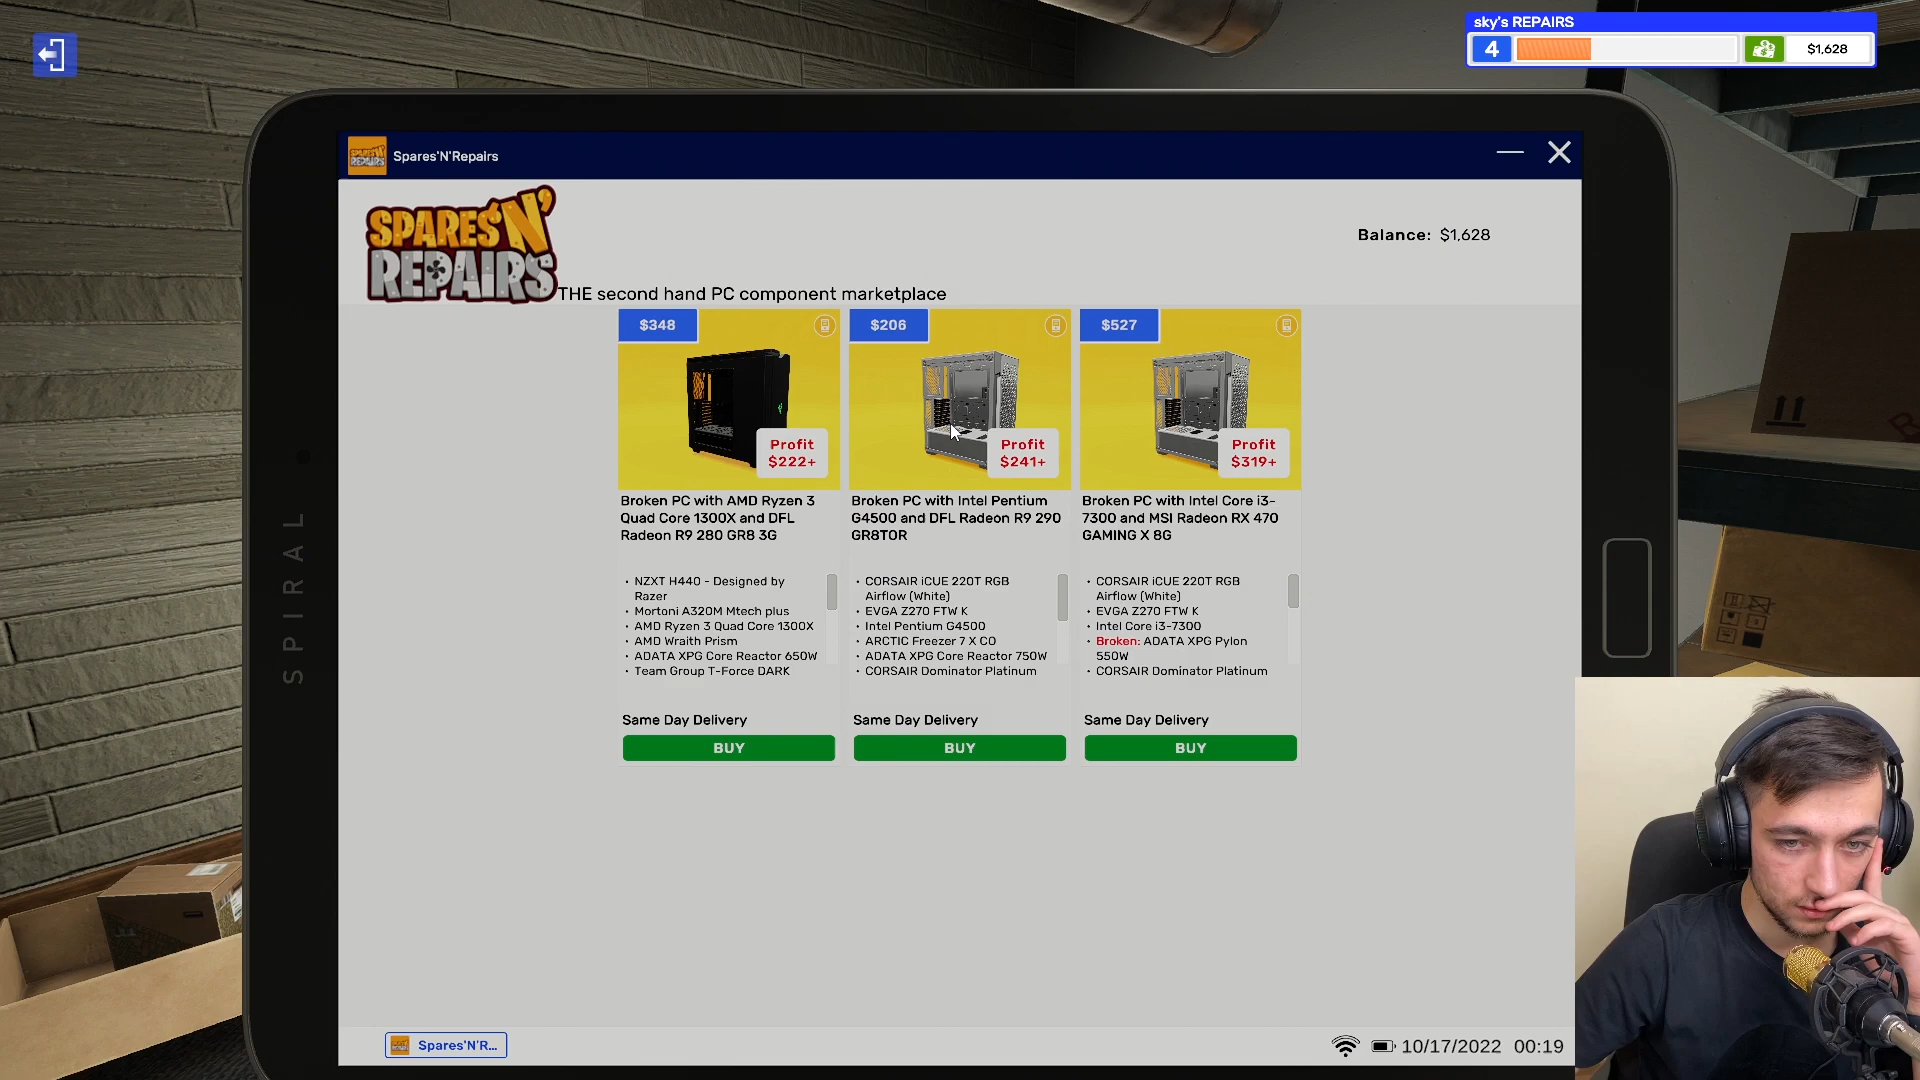 sky's REPAIRS
4
$1,628
Spares'N'Repairs
SPARES N'
REPAIRS
THE second hand PC component marketplace
Balance: $1,628
$348
Profit
$222+
Broken PC with AMD Ryzen 3
Quad Core 1300X and DFL
Radeon R9 280 GR8 3G
• NZXT H440 - Designed by
Razer
• Mortoni A320M Mtech plus
• AMD Ryzen 3 Quad Core 1300X
• AMD Wraith Prism
• ADATA XPG Core Reactor 650W
• Team Group T-Force DARK
Same Day Delivery
BUY
$206
Profit
$241+
Broken PC with Intel Pentium
G4500 and DFL Radeon R9 290
GR8TOR
• CORSAIR iCUE 220T RGB
Airflow (White)
• EVGA Z270 FTW K
• Intel Pentium G4500
• ARCTIC Freezer 7 X CO
• ADATA XPG Core Reactor 750W
• CORSAIR Dominator Platinum
Same Day Delivery
BUY
$527
Profit
$319+
Broken PC with Intel Core i3-
7300 and MSI Radeon RX 470
GAMING X 8G
• CORSAIR iCUE 220T RGB
Airflow (White)
• EVGA Z270 FTW K
• Intel Core i3-7300
• Broken: ADATA XPG Pylon
550W
• CORSAIR Dominator Platinum
Same Day Delivery
BUY
SPIRAL
Spares'N'R...
10/17/2022 00:19